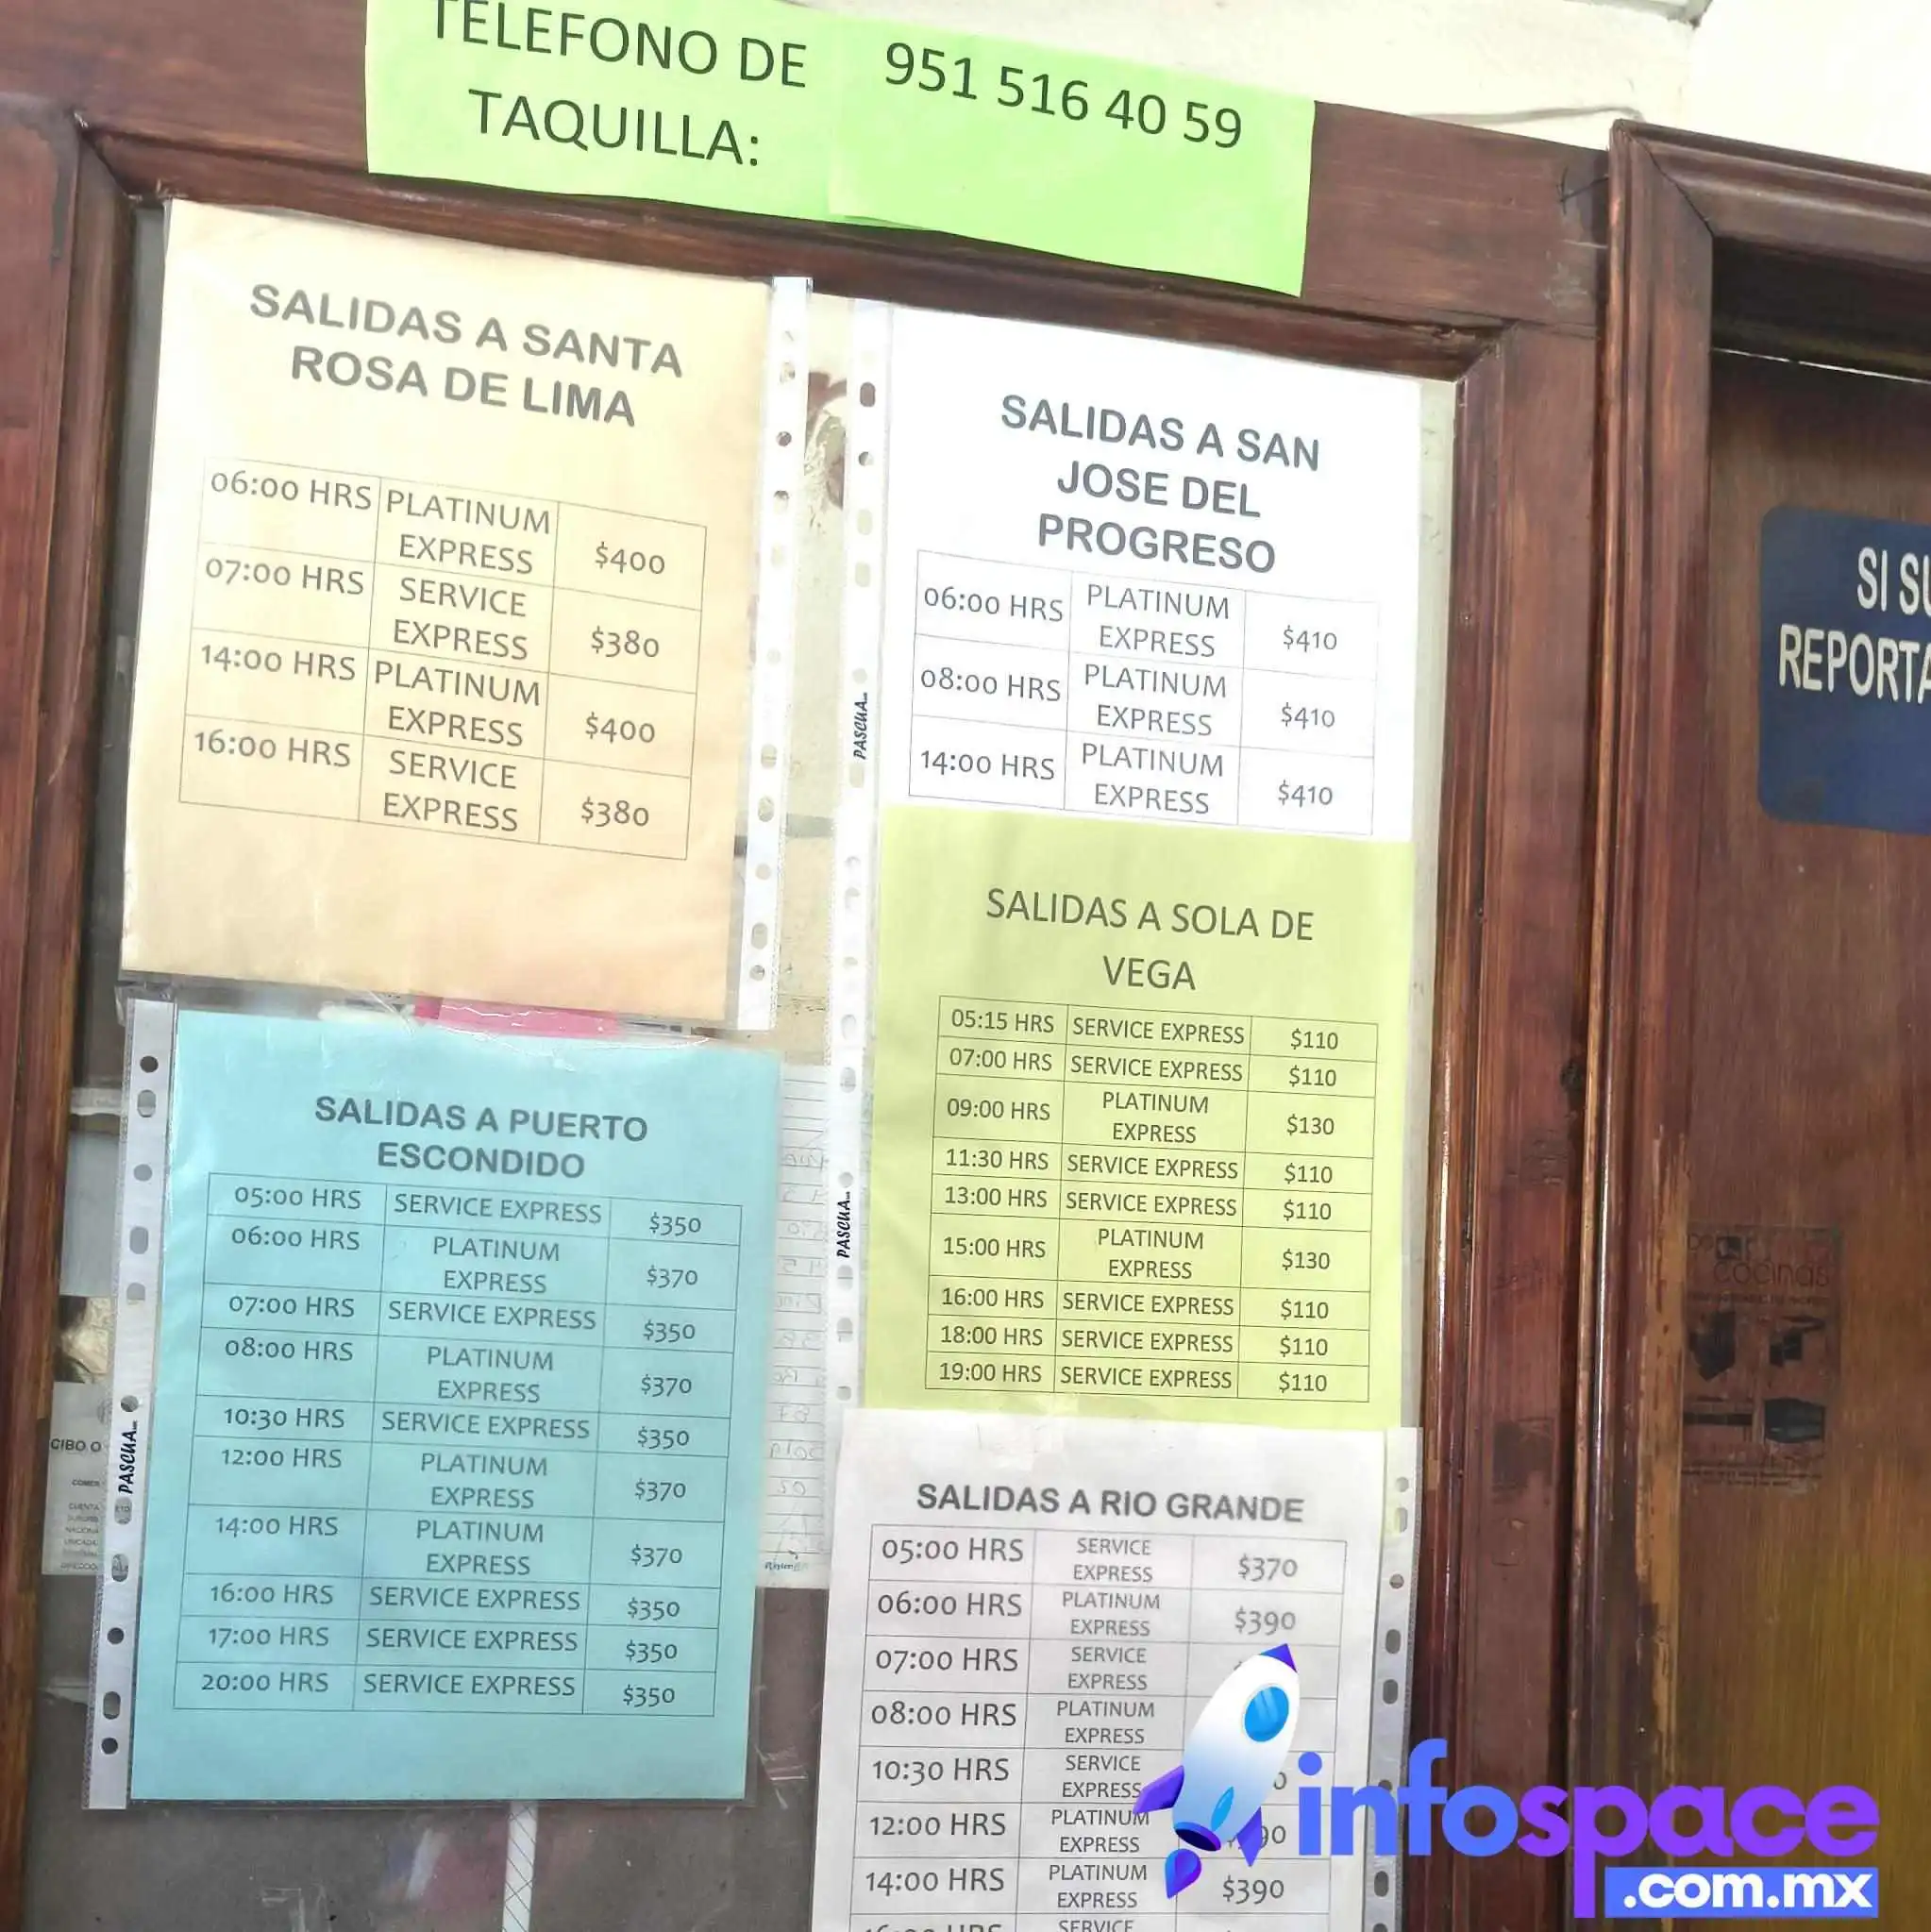 TELEFONO DE
TAQUILLA:
951 516 40 59
SALIDAS A SANTA
ROSA DE LIMA
06:00 HRS PLATINUM EXPRESS $400
07:00 HRS SERVICE EXPRESS $380
14:00 HRS PLATINUM EXPRESS $400
16:00 HRS SERVICE EXPRESS $380
SALIDAS A PUERTO
ESCONDIDO
05:00 HRS SERVICE EXPRESS $350
06:00 HRS PLATINUM EXPRESS $370
07:00 HRS SERVICE EXPRESS $350
08:00 HRS PLATINUM EXPRESS $370
10:30 HRS SERVICE EXPRESS $350
12:00 HRS PLATINUM EXPRESS $370
14:00 HRS PLATINUM EXPRESS $370
16:00 HRS SERVICE EXPRESS $350
17:00 HRS SERVICE EXPRESS $350
20:00 HRS SERVICE EXPRESS $350
SALIDAS A SAN
JOSE DEL
PROGRESO
06:00 HRS PLATINUM EXPRESS $410
08:00 HRS PLATINUM EXPRESS $410
14:00 HRS PLATINUM EXPRESS $410
SALIDAS A SOLA DE
VEGA
05:15 HRS SERVICE EXPRESS $110
07:00 HRS SERVICE EXPRESS $110
09:00 HRS PLATINUM EXPRESS $130
11:30 HRS SERVICE EXPRESS $110
13:00 HRS SERVICE EXPRESS $110
15:00 HRS PLATINUM EXPRESS $130
16:00 HRS SERVICE EXPRESS $110
18:00 HRS SERVICE EXPRESS $110
19:00 HRS SERVICE EXPRESS $110
SALIDAS A RIO GRANDE
05:00 HRS SERVICE EXPRESS $370
06:00 HRS PLATINUM EXPRESS $390
07:00 HRS SERVICE EXPRESS
08:00 HRS PLATINUM EXPRESS
10:30 HRS SERVICE EXPRESS
12:00 HRS PLATINUM EXPRESS
14:00 HRS PLATINUM EXPRESS $390
SERVICE
PASCUA...
PASCUA...
PASCUA...
CIBO O
SI SU
REPORTA
cocinas
infospace
.com.mx